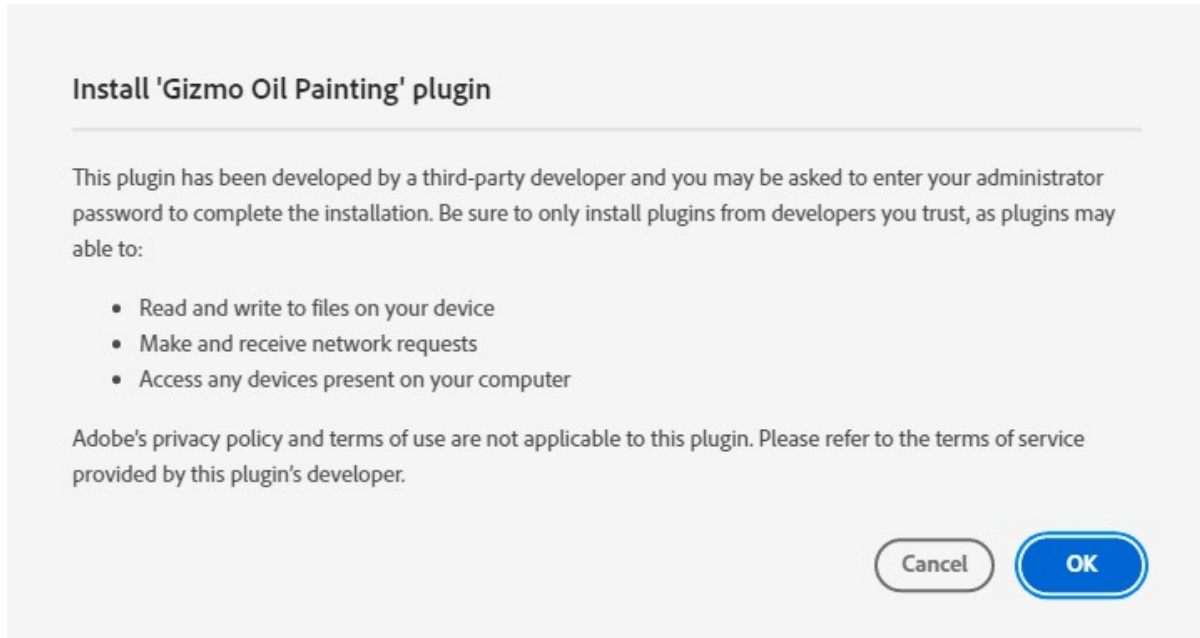 Install 'Gizmo Oil Painting' plugin
This plugin has been developed by a third-party developer and you may be asked to enter your administrator
password to complete the installation. Be sure to only install plugins from developers you trust, as plugins may
able to:
• Read and write to files on your device
• Make and receive network requests
• Access any devices present on your computer
Adobe's privacy policy and terms of use are not applicable to this plugin. Please refer to the terms of service
provided by this plugin's developer.
Cancel OK